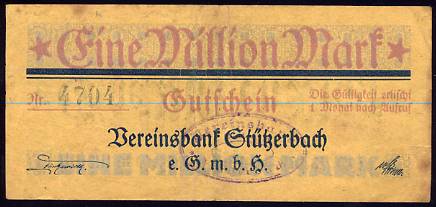 Eine Million Mark
Nr. 4704 Gutschein Die Gültigkeit erlischt
1 Monat nach Aufruf
Vereinsbank Stützerbach
e. G. m. b. H.